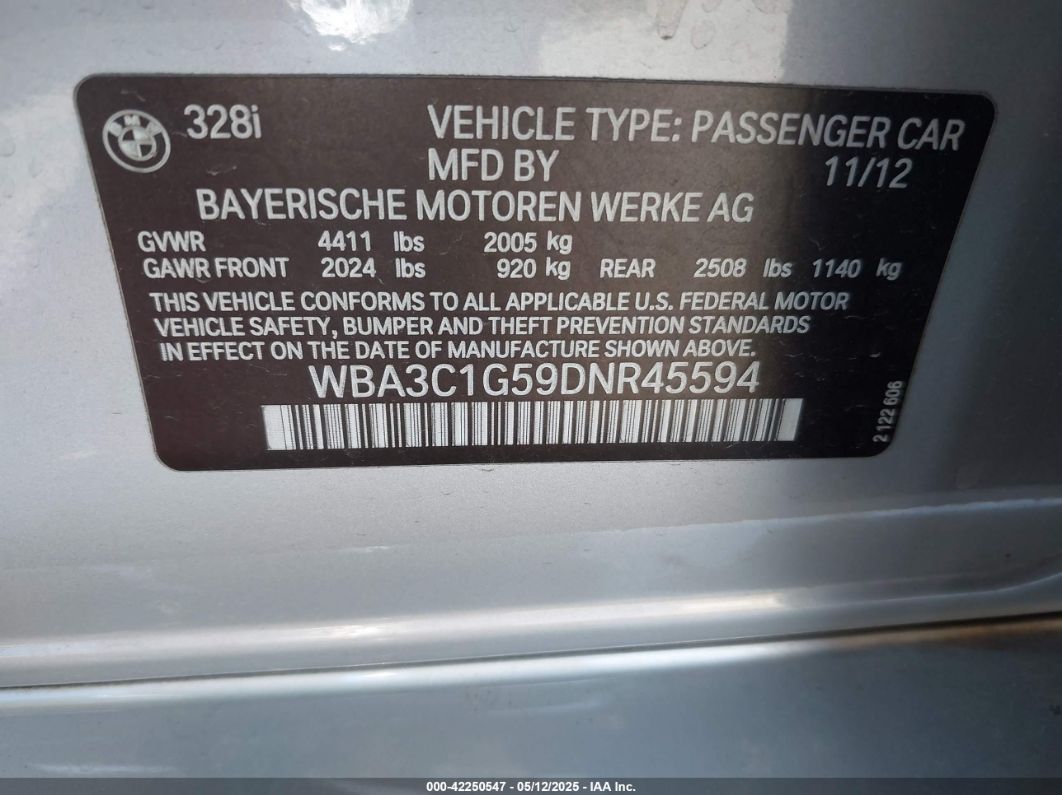 328i
VEHICLE TYPE: PASSENGER CAR
MFD BY 11/12
BAYERISCHE MOTOREN WERKE AG
GVWR 4411 lbs 2005 kg
GAWR FRONT 2024 lbs 920 kg REAR 2508 lbs 1140 kg
THIS VEHICLE CONFORMS TO ALL APPLICABLE U.S. FEDERAL MOTOR
VEHICLE SAFETY, BUMPER AND THEFT PREVENTION STANDARDS
IN EFFECT ON THE DATE OF MANUFACTURE SHOWN ABOVE.
WBA3C1G59DNR45594
2 122 606
000-42250547 - 05/12/2025 - IAA Inc.